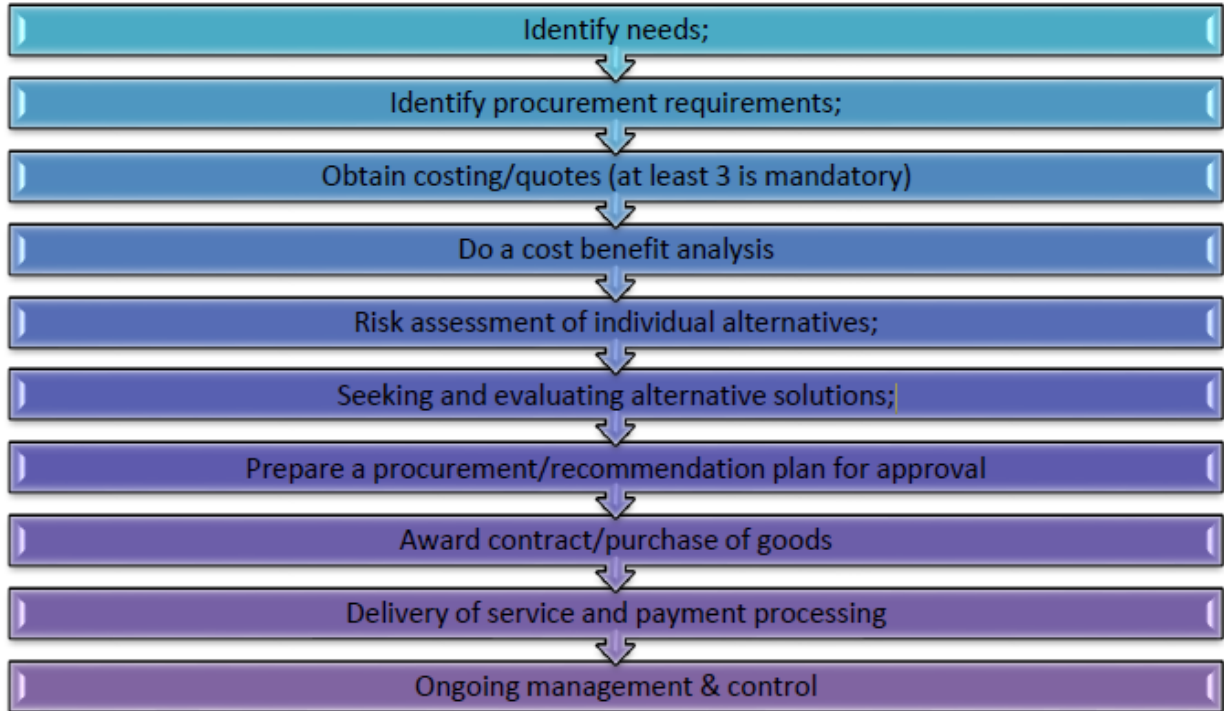 Identify needs;
Identify procurement requirements;
Obtain costing/quotes (at least 3 is mandatory)
Do a cost benefit analysis
Risk assessment of individual alternatives;
Seeking and evaluating alternative solutions;
Prepare a procurement/recommendation plan for approval
Award contract/purchase of goods
Delivery of service and payment processing
Ongoing management & control